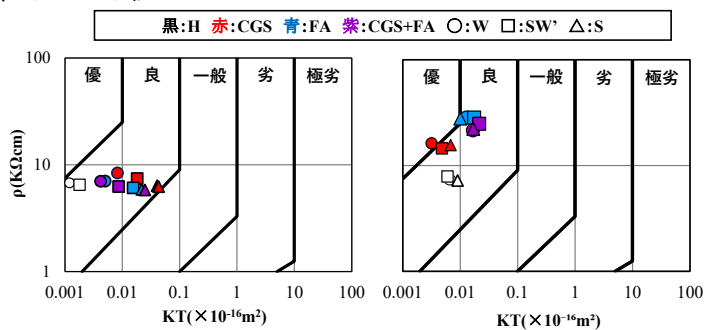 黒:H 赤:CGS 青:FA 紫:CGS+FA ○:W □:SW' △:S
100
10
1
ρ(KΩcm)
優 良 一般 劣 極劣
0.001 0.01 0.1 1 10 100
KT(×10⁻¹⁶m²)
優 良 一般 劣 極劣
0.001 0.01 0.1 1 10 100
KT(×10⁻¹⁶m²)